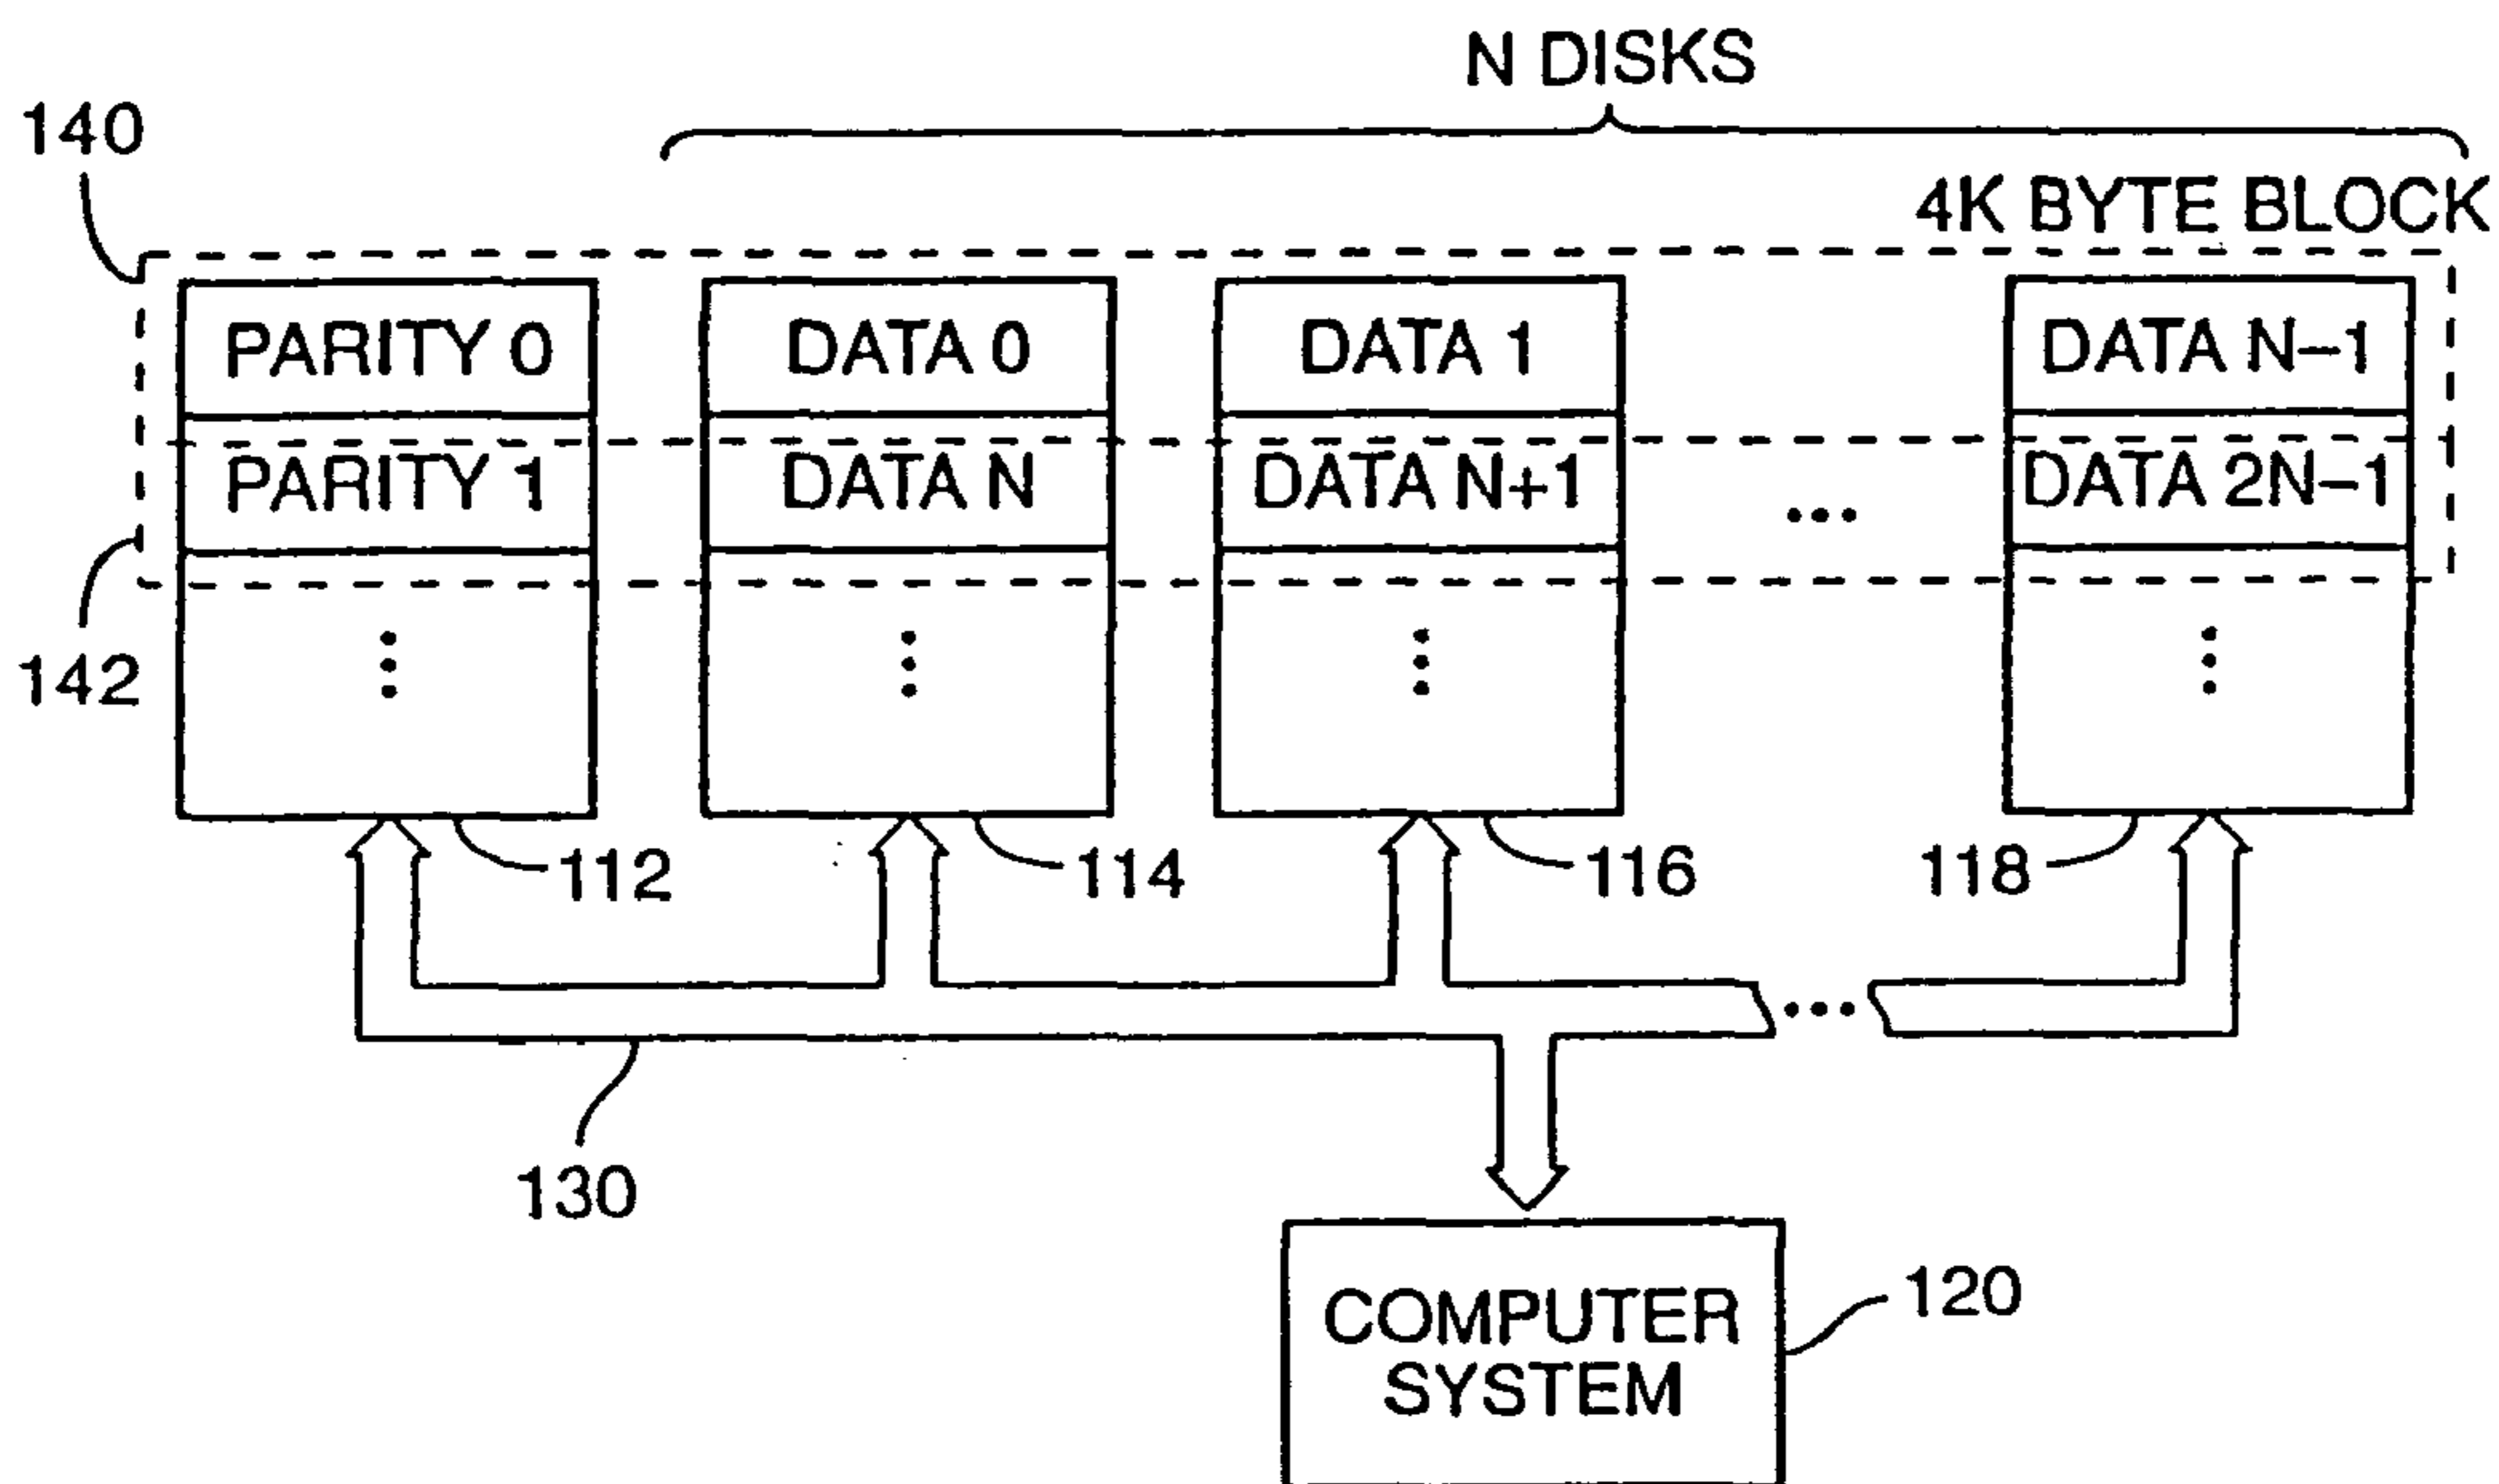 N DISKS
140
4K BYTE BLOCK
PARITY 0
DATA 0
DATA 1
DATA N–1
PARITY 1
DATA N
DATA N+1
...
DATA 2N–1
142
112
114
116
118
...
130
COMPUTER
SYSTEM
120